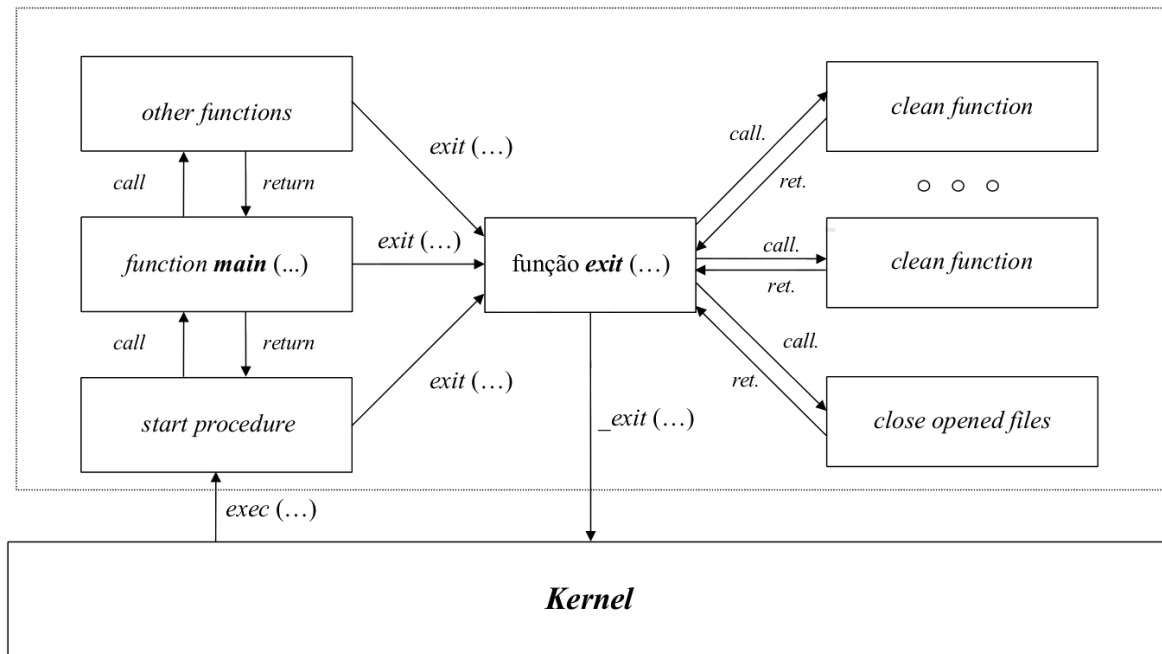 other functions
clean function
exit (…)
call.
ret.
call
return
function main (...)
exit (…)
função exit (…)
call.
ret.
clean function
call
return
exit (…)
call.
ret.
start procedure
_exit (…)
close opened files
exec (…)
Kernel